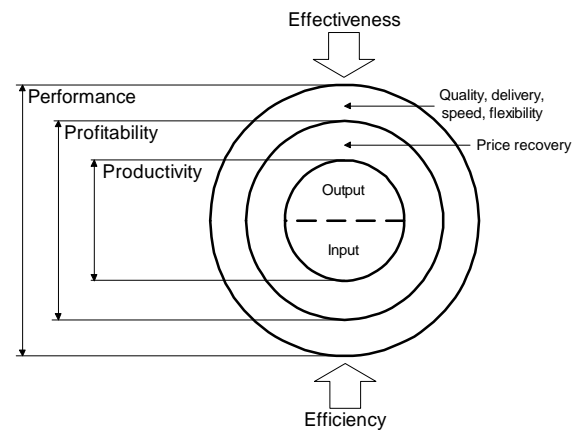 Effectiveness
Performance
Quality, delivery,
speed, flexibility
Profitability
Price recovery
Productivity
Output
Input
Efficiency